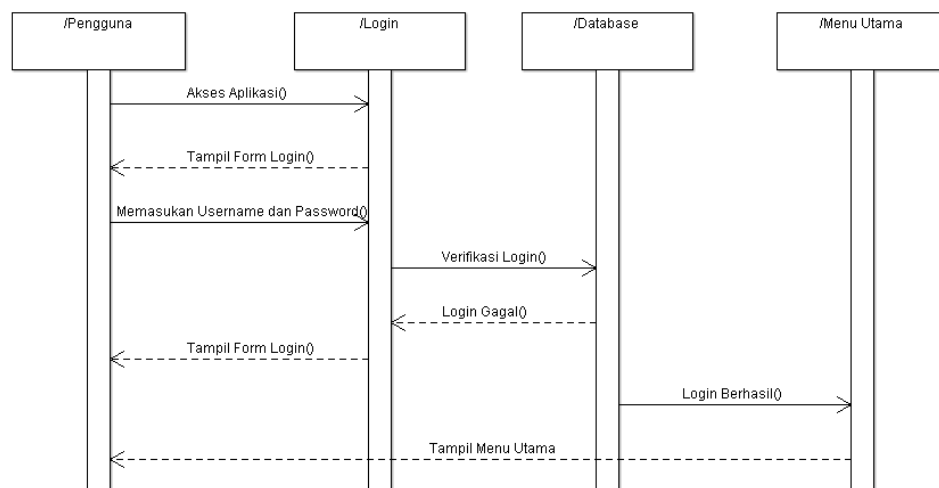 /Pengguna
/Login
/Database
/Menu Utama
Akses Aplikasi()
Tampil Form Login()
Memasukan Username dan Password()
Verifikasi Login()
Login Gagal()
Tampil Form Login()
Login Berhasil()
Tampil Menu Utama